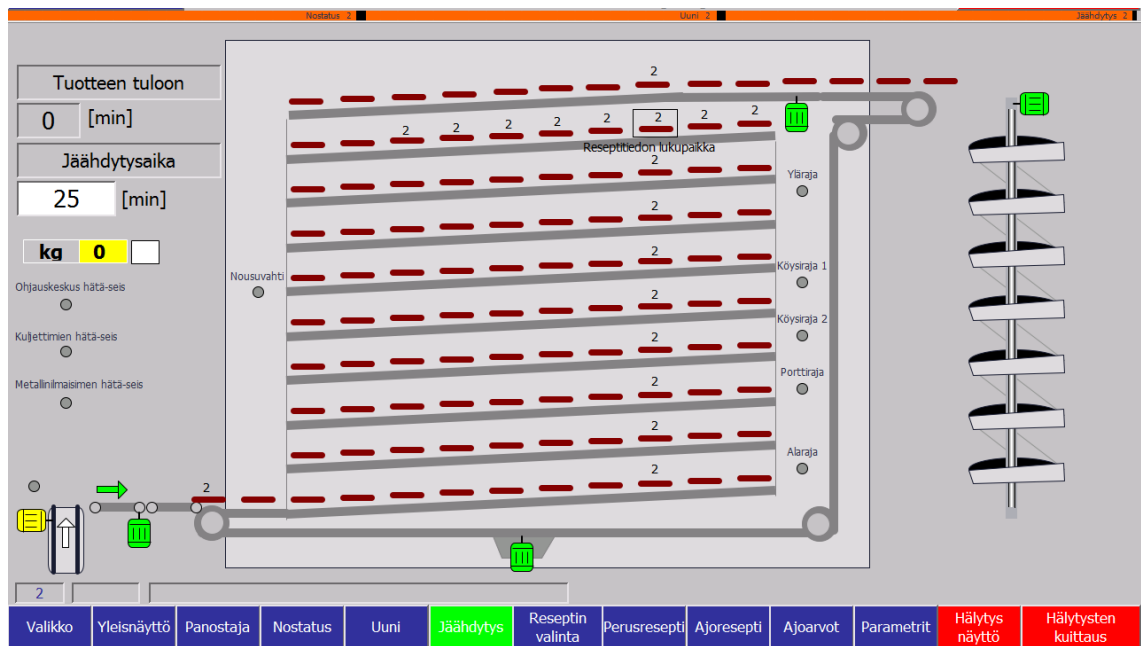 Nostatus 2
Uuni 2
Jäähdytys 2
Tuotteen tuloon
0 [min]
Jäähdytysaika
25 [min]
kg 0
Ohjauskeskus hätä-seis
Kuljettimien hätä-seis
Metallinilmaisimen hätä-seis
Nousuvahti
2
2 2 2 2 2 2 2 2
Reseptitiedon lukupaikka
2
2
2
2
2
2
2
2
Yläraja
Köysiraja 1
Köysiraja 2
Porttiraja
Alaraja
2
2
Valikko
Yleisnäyttö
Panostaja
Nostatus
Uuni
Jäähdytys
Reseptin
valinta
Perusresepti
Ajoresepti
Ajoarvot
Parametrit
Hälytys
näyttö
Hälytysten
kuittaus